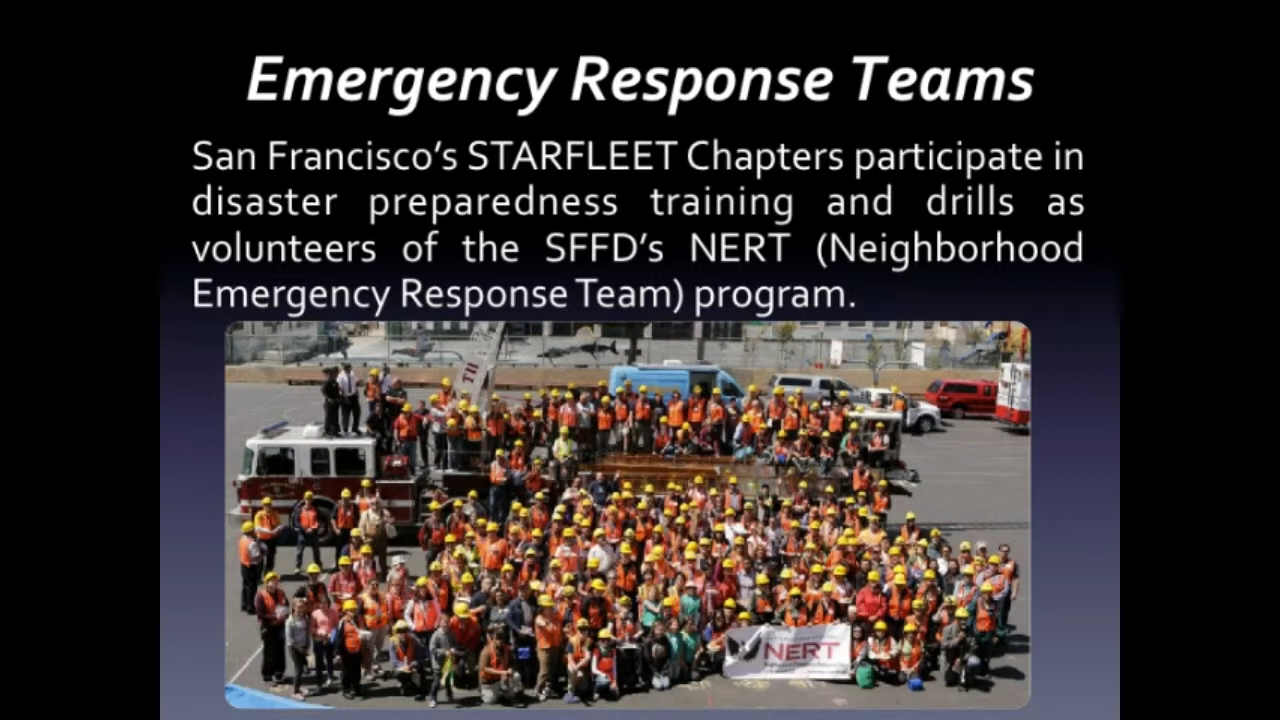 Emergency Response Teams
San Francisco’s STARFLEET Chapters participate in
disaster preparedness training and drills as
volunteers of the SFFD’s NERT (Neighborhood
Emergency Response Team) program.
NERT